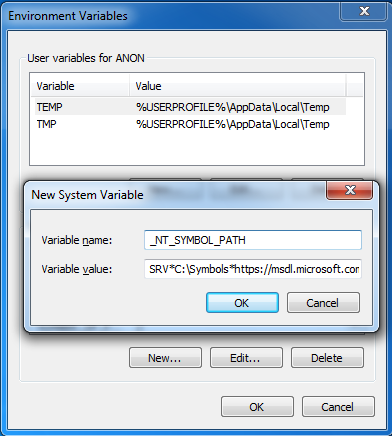 Environment Variables
User variables for ANON
Variable Value
TEMP %USERPROFILE%\AppData\Local\Temp
TMP %USERPROFILE%\AppData\Local\Temp
New System Variable
Variable name: _NT_SYMBOL_PATH
Variable value: SRV*C:\Symbols*https://msdl.microsoft.com
OK Cancel
New... Edit... Delete
OK Cancel